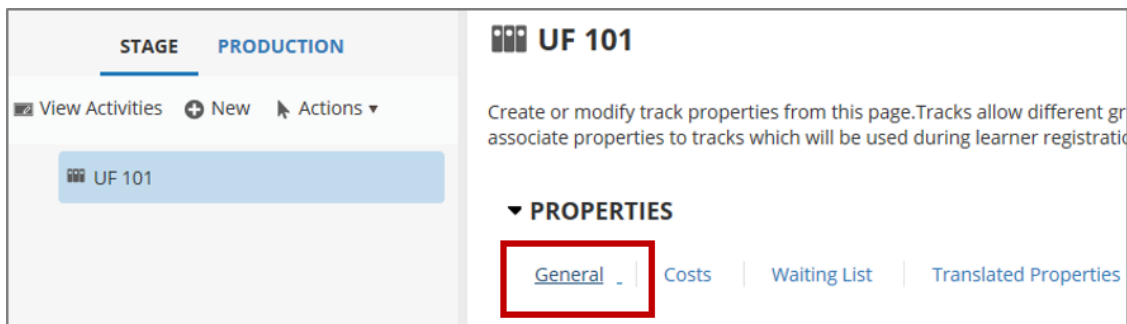 STAGE PRODUCTION
View Activities New Actions
UF 101
UF 101
Create or modify track properties from this page.Tracks allow different gr
associate properties to tracks which will be used during learner registratio
PROPERTIES
General Costs Waiting List Translated Properties